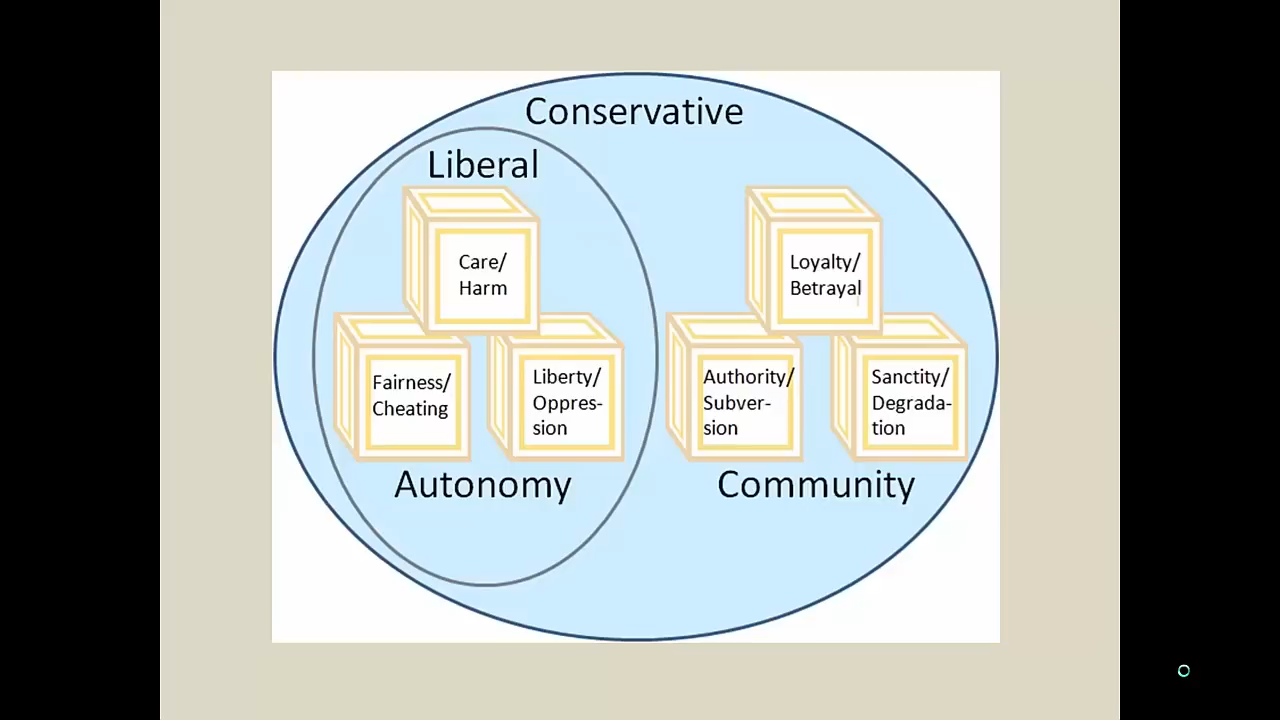 Conservative
Liberal
Care/
Harm
Loyalty/
Betrayal
Fairness/
Cheating
Liberty/
Oppres-
sion
Authority/
Subver-
sion
Sanctity/
Degrada-
tion
Autonomy
Community